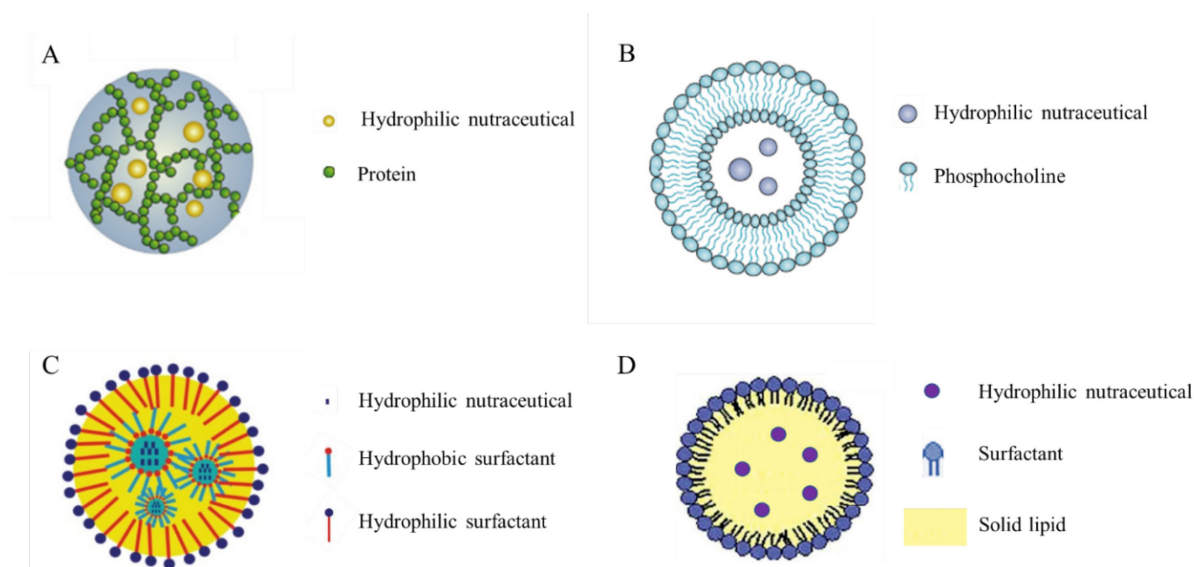 A
Hydrophilic nutraceutical
Protein
B
Hydrophilic nutraceutical
Phosphocholine
C
Hydrophilic nutraceutical
Hydrophobic surfactant
Hydrophilic surfactant
D
Hydrophilic nutraceutical
Surfactant
Solid lipid